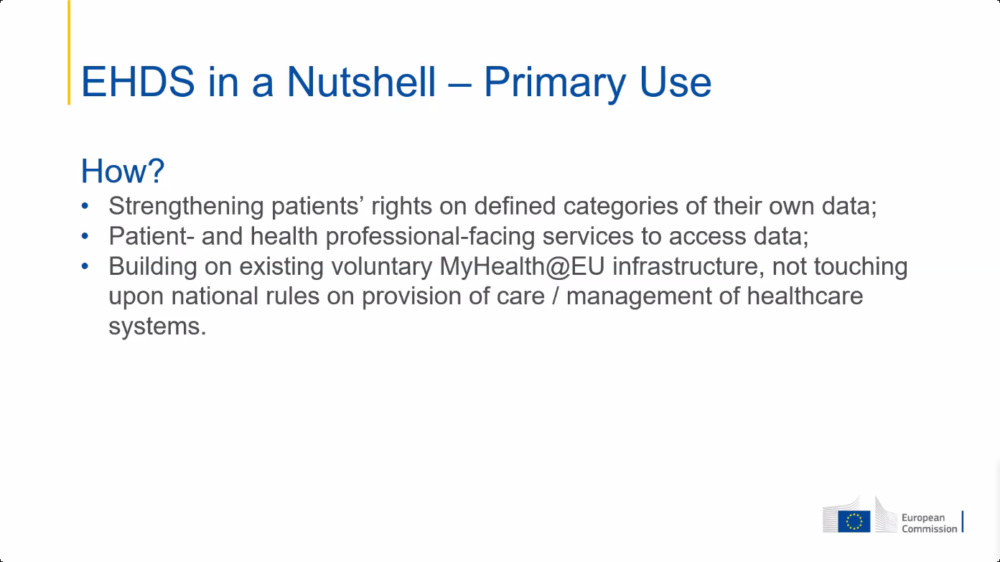 EHDS in a Nutshell – Primary Use
How?
• Strengthening patients’ rights on defined categories of their own data;
• Patient- and health professional-facing services to access data;
• Building on existing voluntary MyHealth@EU infrastructure, not touching
upon national rules on provision of care / management of healthcare
systems.
European
Commission